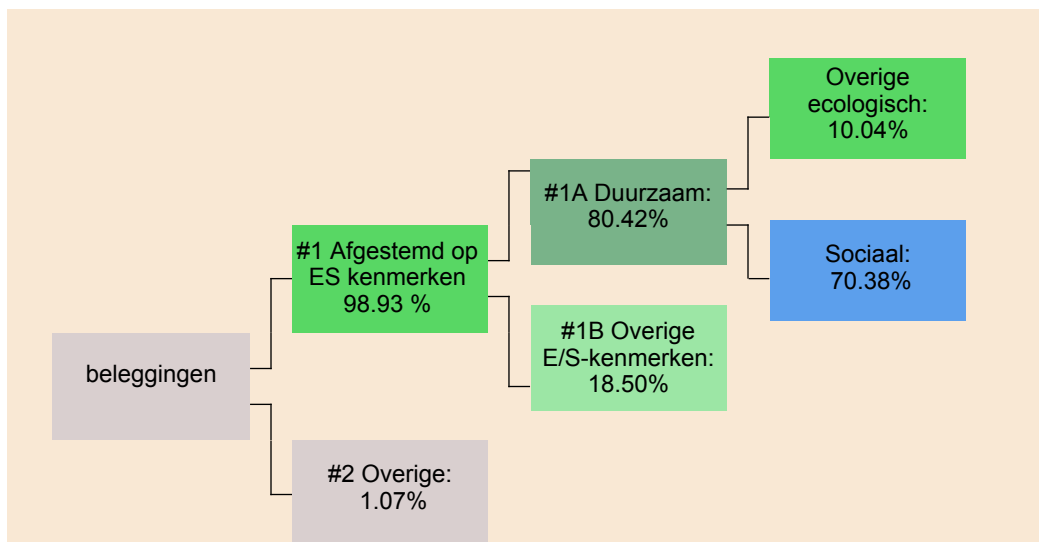 beleggingen
#1 Afgestemd op
ES kenmerken
98.93 %
#2 Overige:
1.07%
#1A Duurzaam:
80.42%
#1B Overige
E/S-kenmerken:
18.50%
Overige
ecologisch:
10.04%
Sociaal:
70.38%